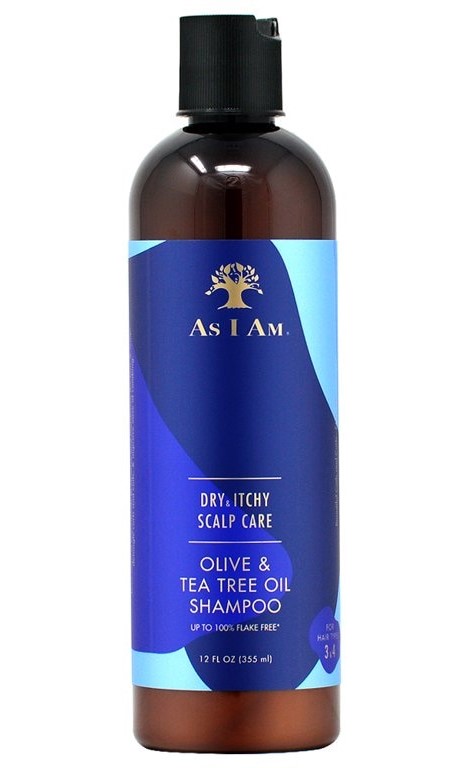 As I Am®
DRY & ITCHY
SCALP CARE
OLIVE &
TEA TREE OIL
SHAMPOO
UP TO 100% FLAKE FREE*
12 FL OZ (355 ml)
FOR
HAIR TYPES
3&4